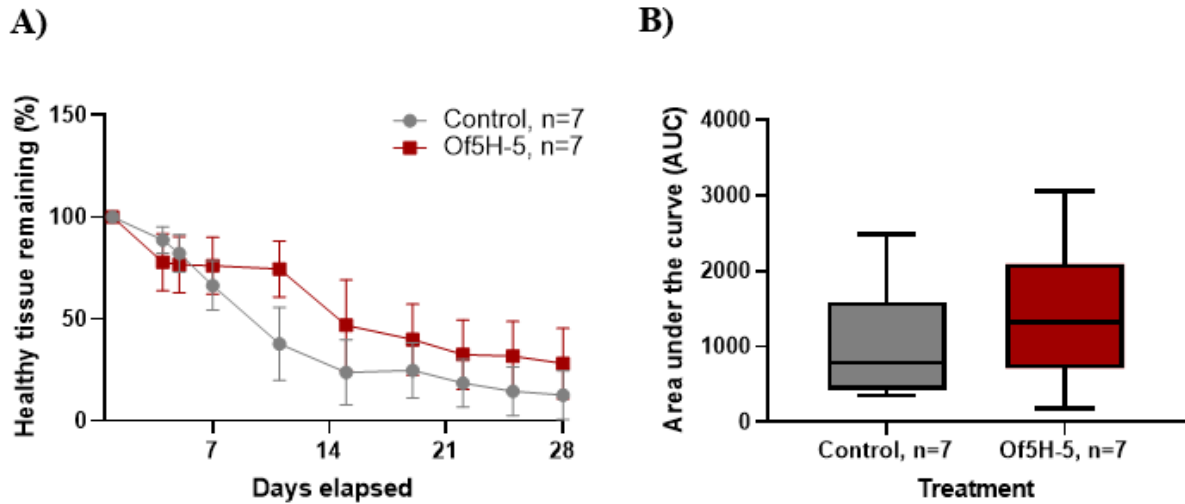 A)
Healthy tissue remaining (%)
150
100
50
0
Control, n=7
Of5H-5, n=7
7 14 21 28
Days elapsed
B)
Area under the curve (AUC)
4000
3000
2000
1000
0
Control, n=7 Of5H-5, n=7
Treatment